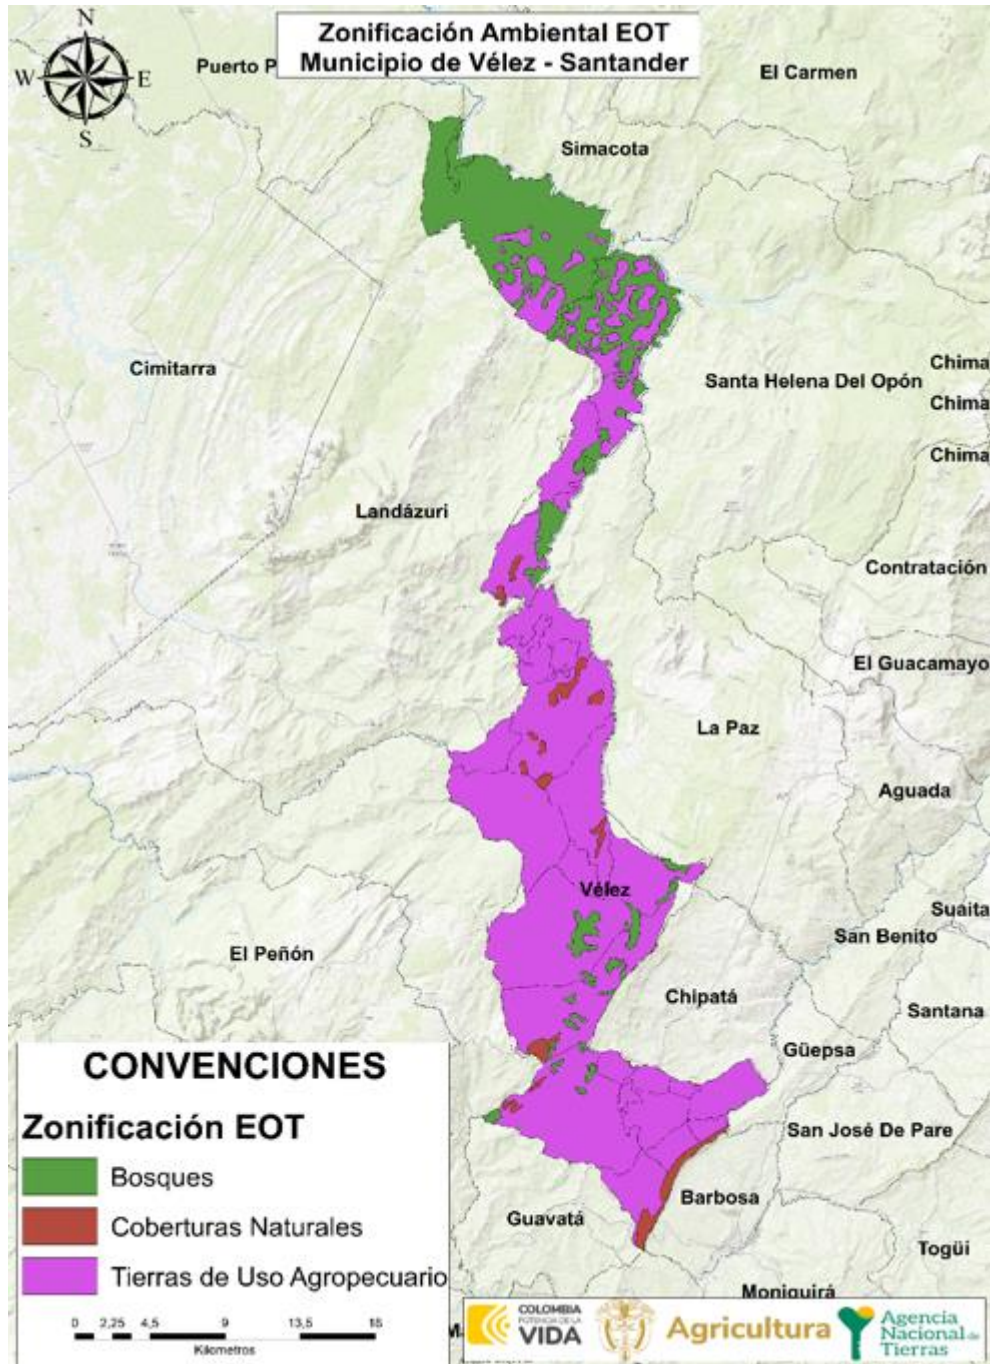 Zonificación Ambiental EOT
Municipio de Vélez - Santander
N
W
E
S
Puerto P
El Carmen
Simacota
Cimitarra
Santa Helena Del Opón
Chima
Chima
Chima
Landázuri
Contratación
El Guacamayo
La Paz
Aguada
Vélez
Suaita
San Benito
El Peñón
Chipatá
Santana
Güepsa
San José De Pare
Barbosa
Guavatá
Togüi
Moniquirá
CONVENCIONES
Zonificación EOT
Bosques
Coberturas Naturales
Tierras de Uso Agropecuario
0 2,25 4,5 9 13,5 18
Kilometros
COLOMBIA
POTENCIA DE LA
VIDA
Agricultura
Agencia
Nacional de
Tierras